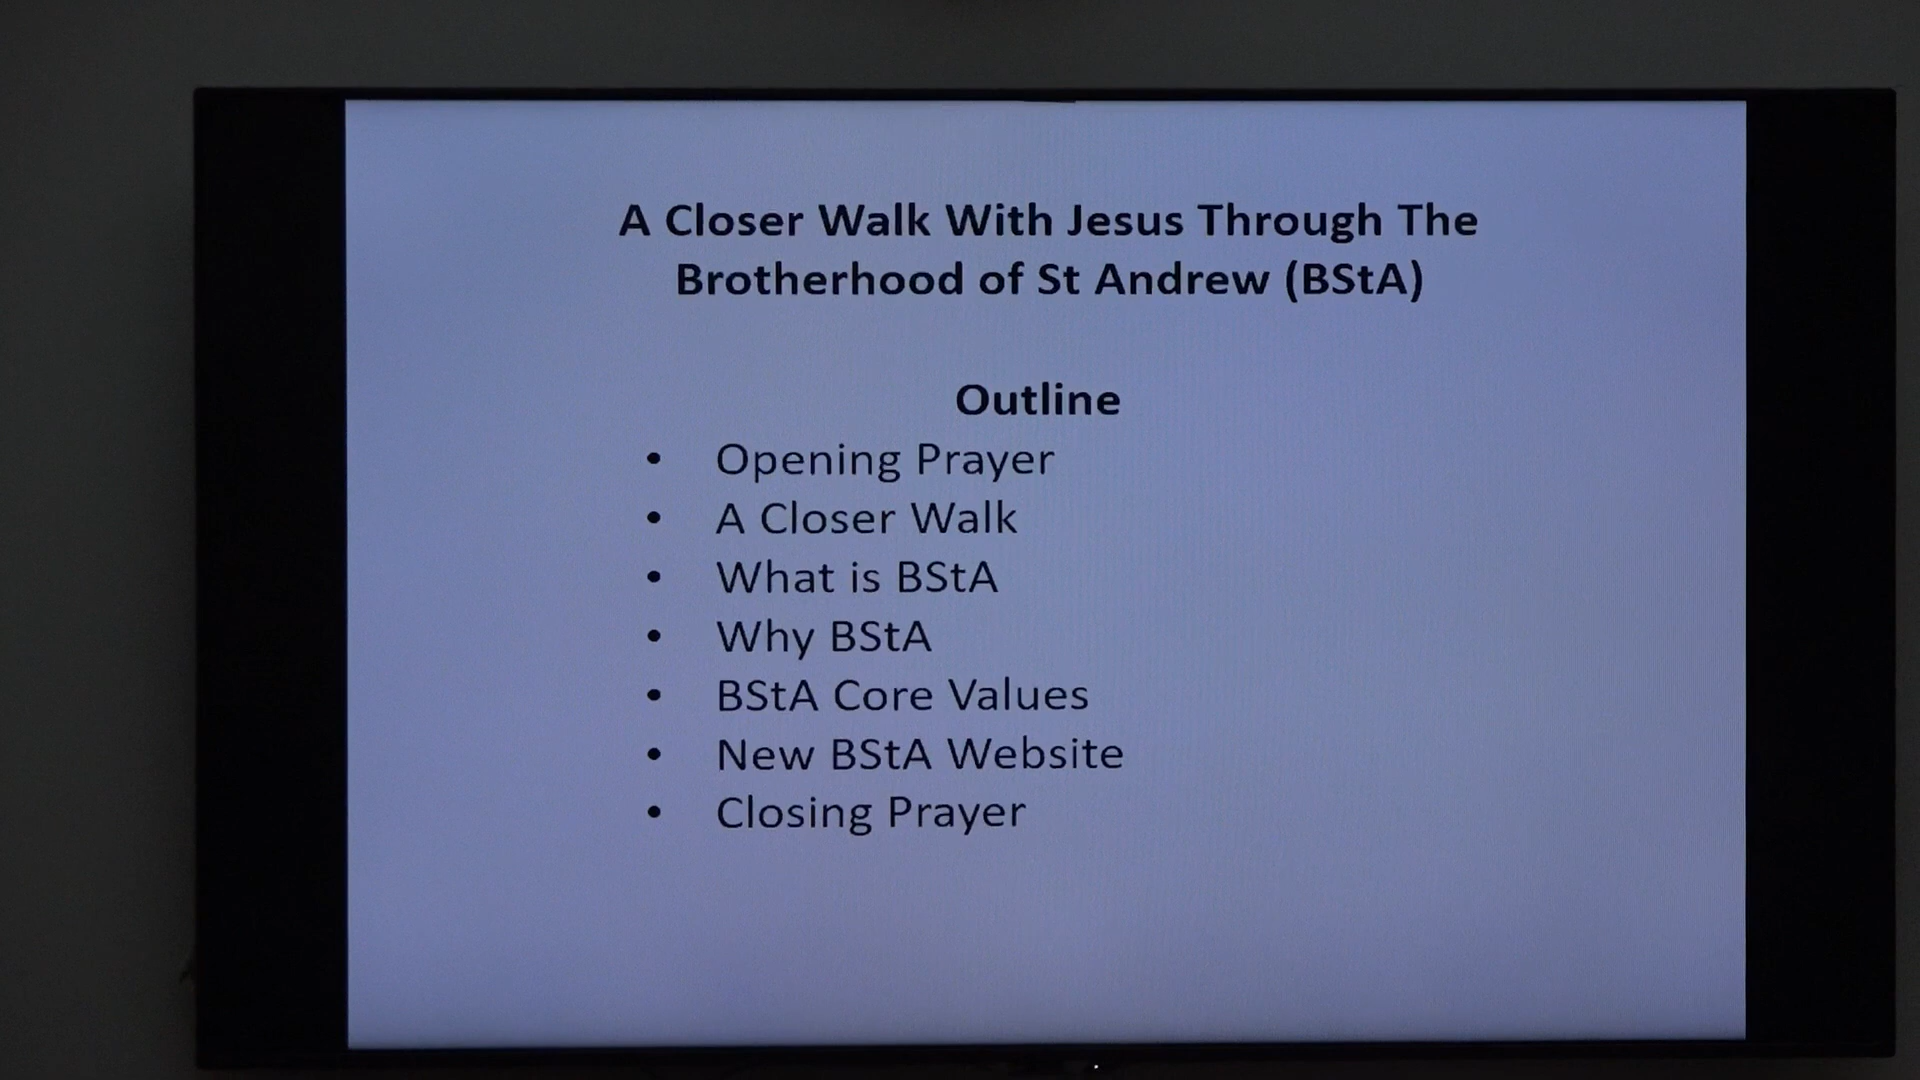 A Closer Walk With Jesus Through The
Brotherhood of St Andrew (BStA)
Outline
• Opening Prayer
• A Closer Walk
• What is BStA
• Why BStA
• BStA Core Values
• New BStA Website
• Closing Prayer